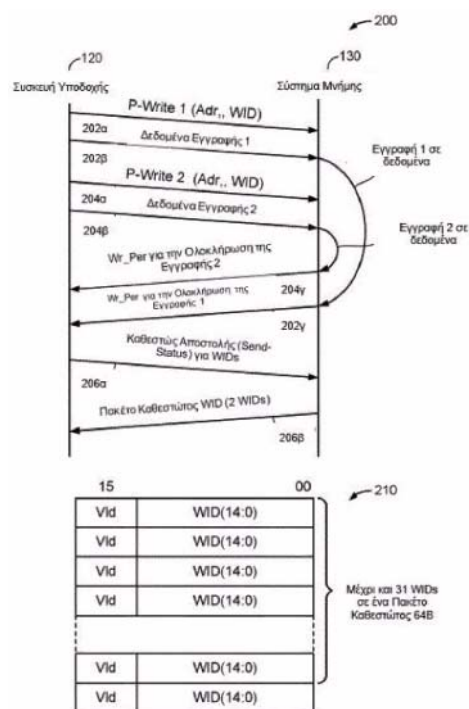 200
120
130
Συσκευή Υποδοχής
Σύστημα Μνήμης
P-Write 1 (Adr,, WID)
202α
Δεδομένα Εγγραφής 1
202β
Εγγραφή 1 σε
δεδομένα
P-Write 2 (Adr,, WID)
204α
Δεδομένα Εγγραφής 2
204β
Εγγραφή 2 σε
δεδομένα
Wr_Per για την Ολοκλήρωση της
Εγγραφής 2
204γ
Wr_Per για την Ολοκλήρωση της
Εγγραφής 1
202γ
Καθεστώς Αποστολής (Send-
Status) για WIDs
206α
Πακέτο Καθεστώτος WID (2 WIDs)
206β
15
00
210
Vld
WID(14:0)
Vld
WID(14:0)
Vld
WID(14:0)
Vld
WID(14:0)
Μέχρι και 31 WIDs
σε ένα Πακέτο
Καθεστώτος 64B
Vld
WID(14:0)
Vld
WID(14:0)